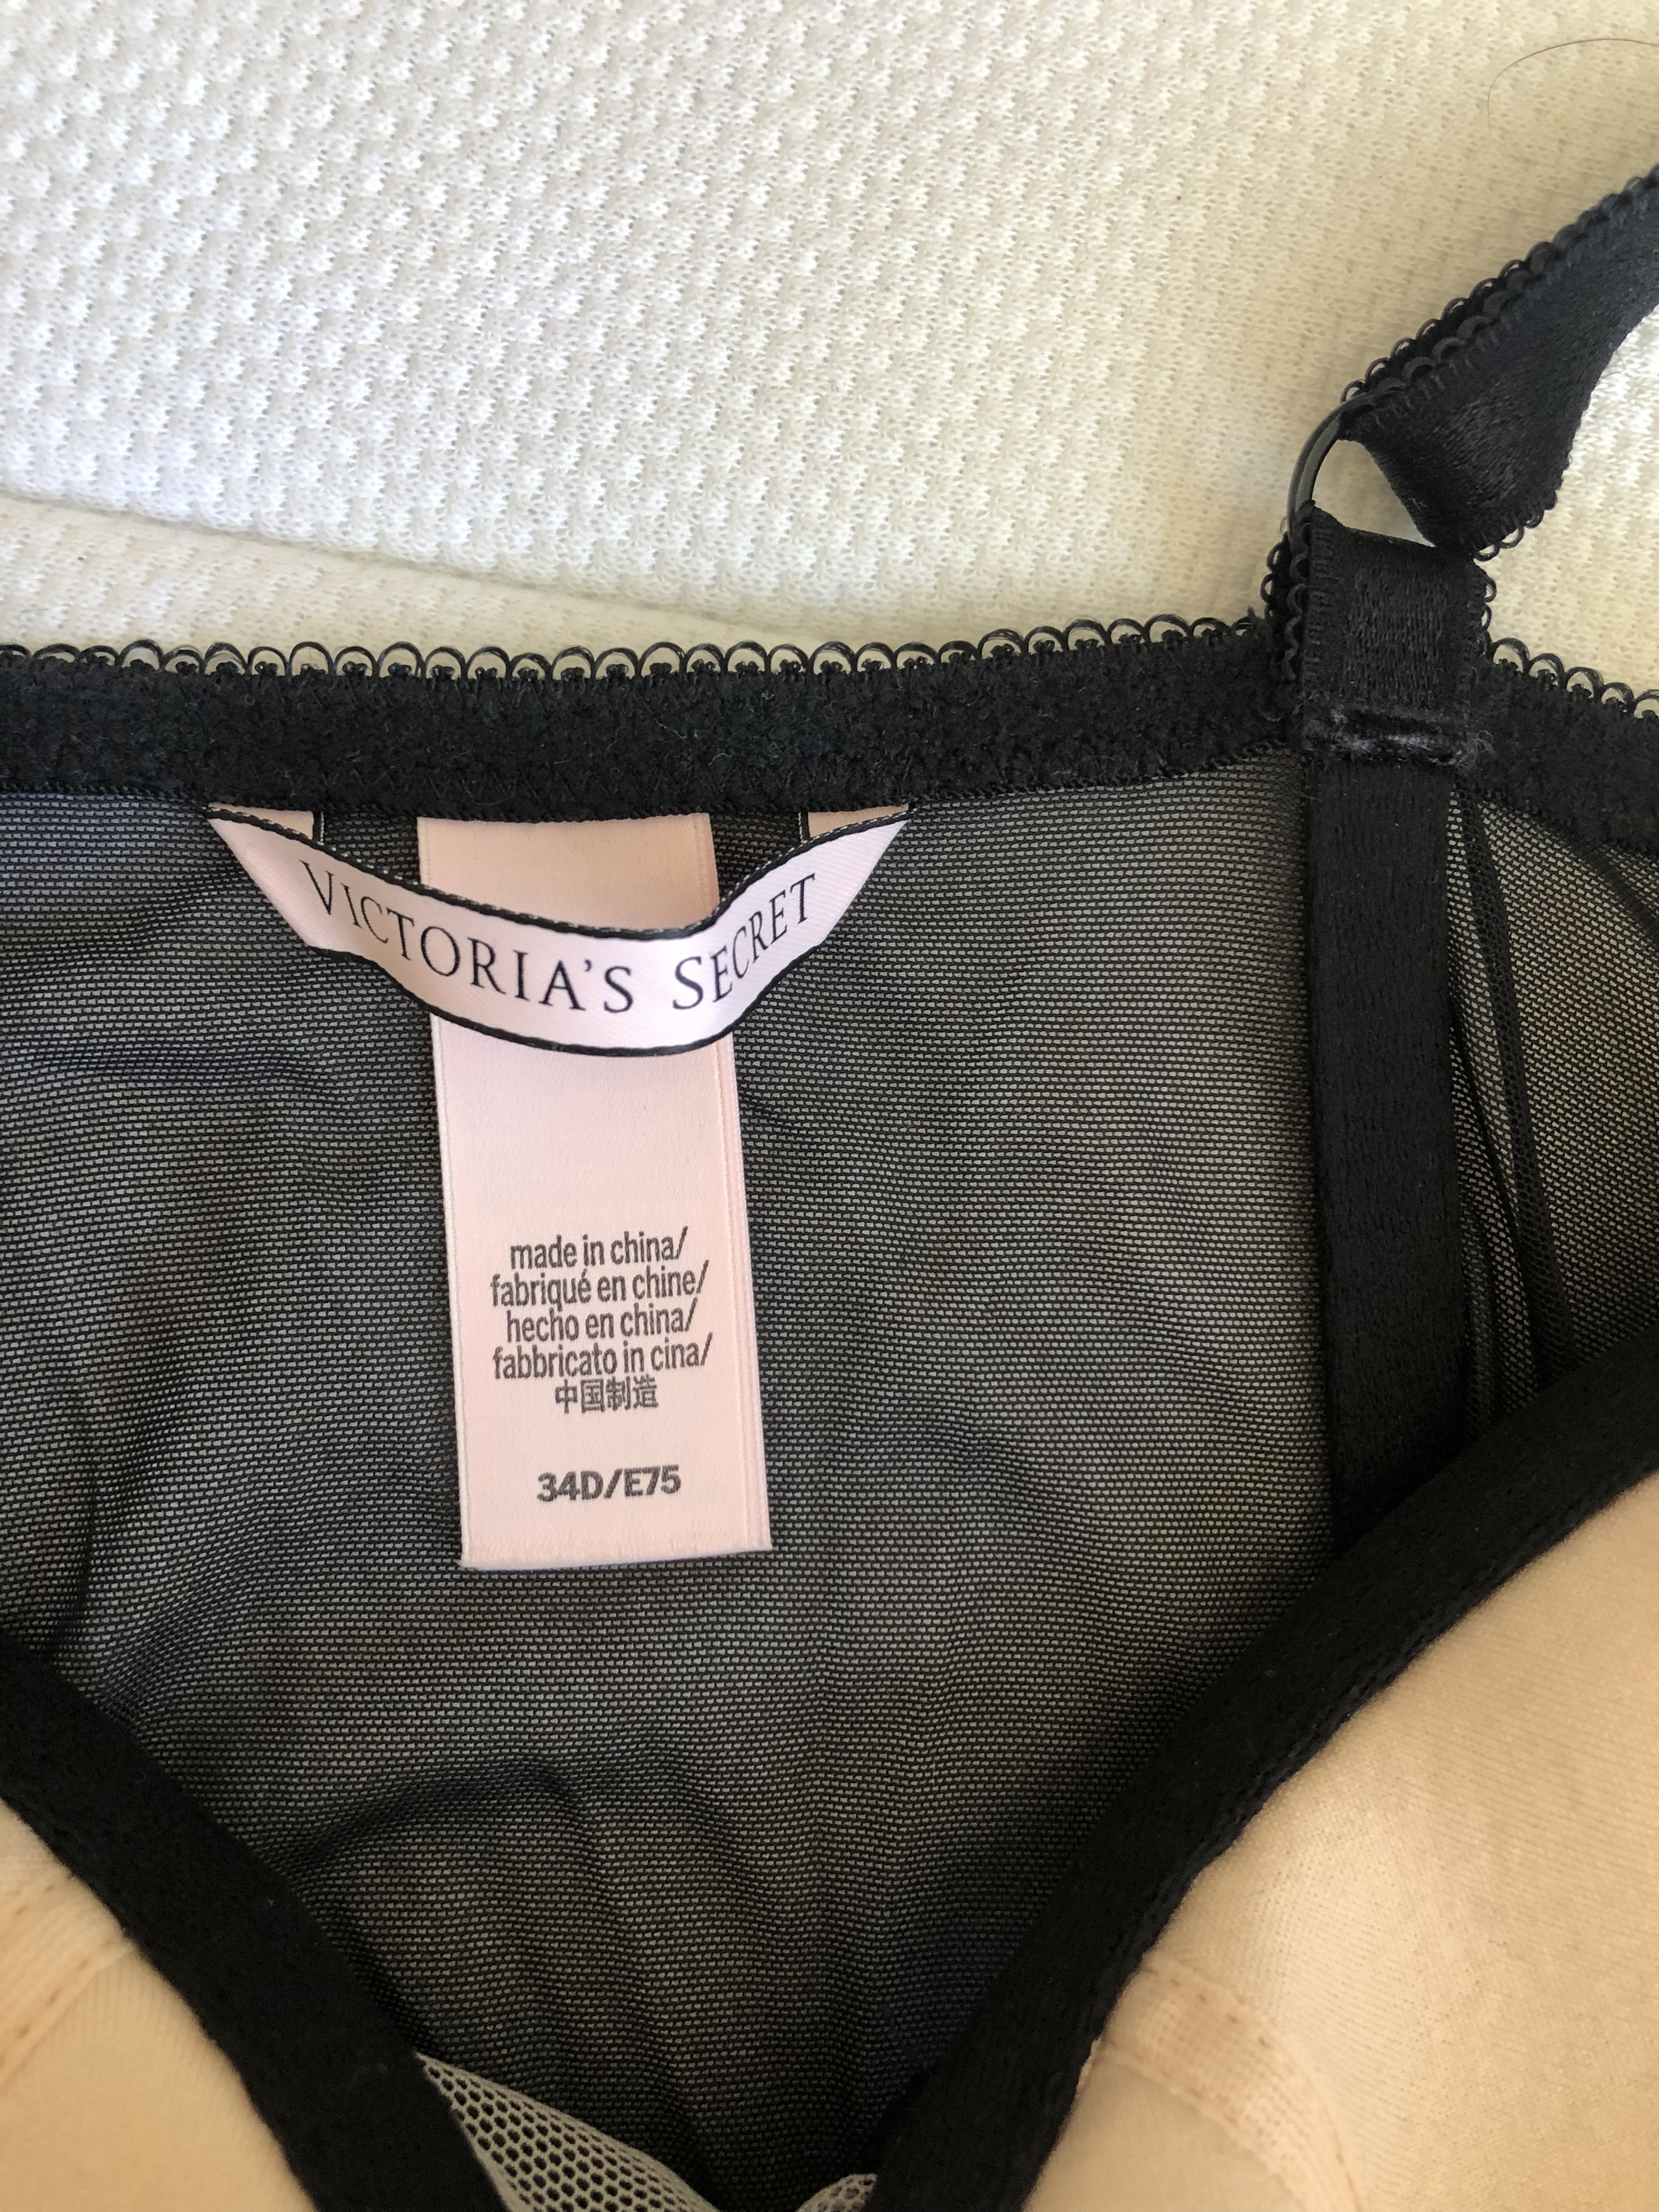 VICTORIA'S SECRET
made in china/
fabriqué en chine/
hecho en china/
fabbricato in cina/
中国制造
34D/E75